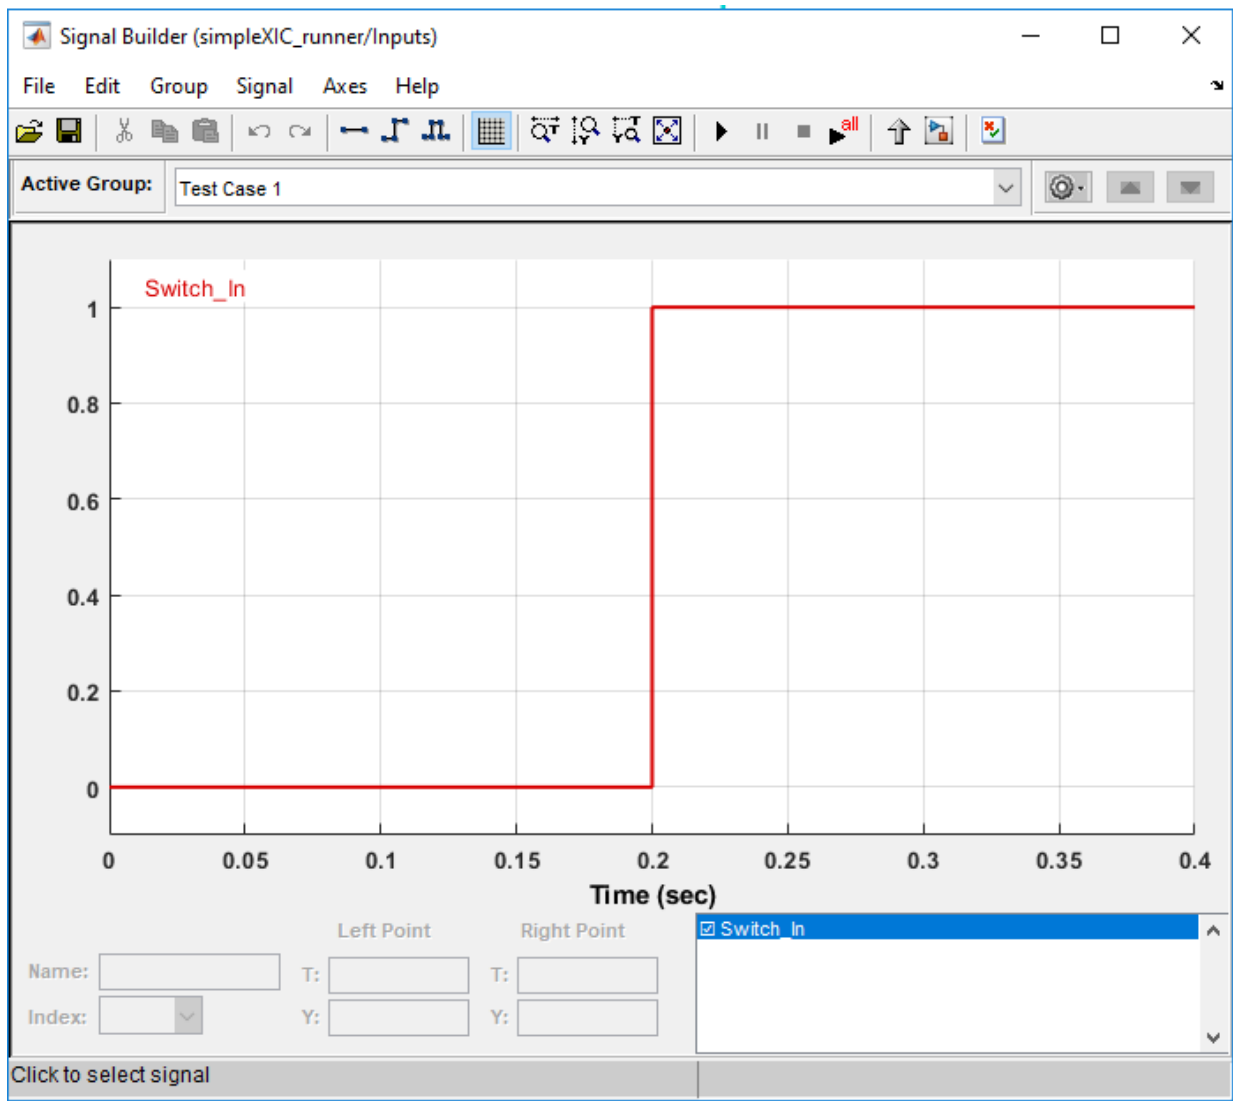 Signal Builder (simpleXIC_runner/Inputs)
File Edit Group Signal Axes Help
all
Active Group: Test Case 1
Switch_In
1
0.8
0.6
0.4
0.2
0
0 0.05 0.1 0.15 0.2 0.25 0.3 0.35 0.4
Time (sec)
Left Point Right Point
Switch_In
Name: T: T:
Index: Y: Y:
Click to select signal